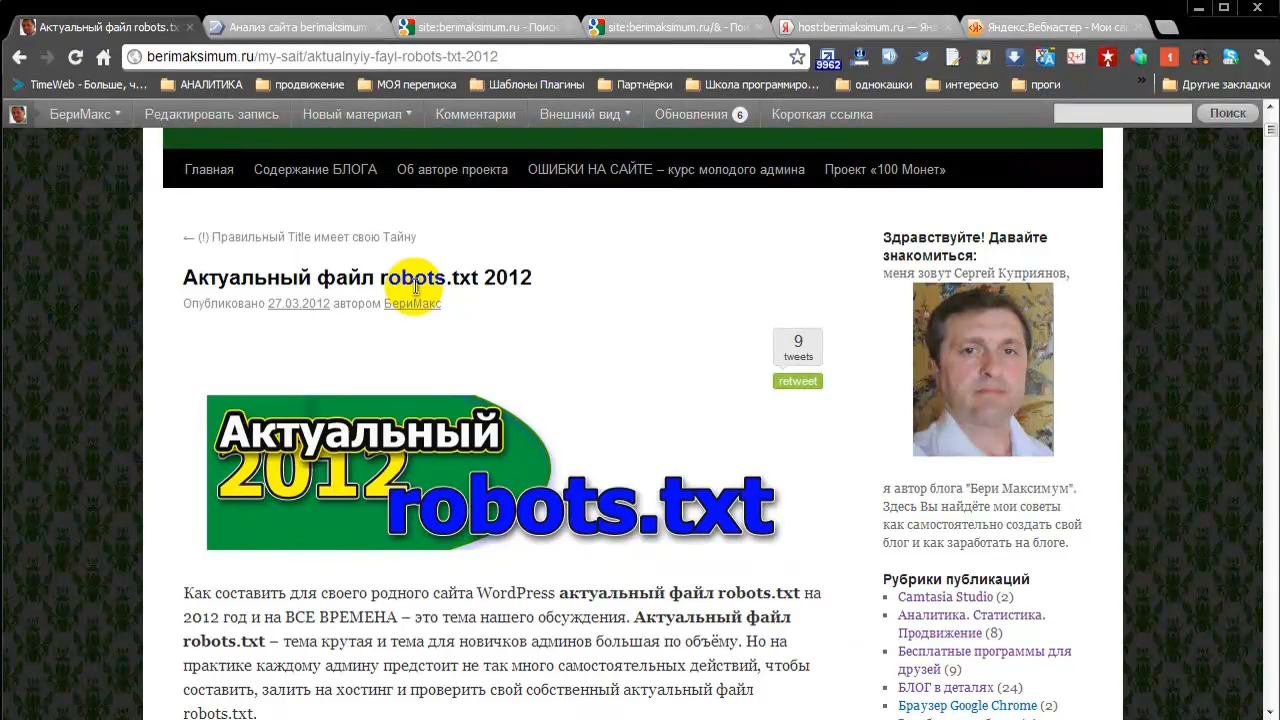 Актуальный файл robots.tx
Анализ сайта berimaksimum
site:berimaksimum.ru - Поиск
site:berimaksimum.ru/& - По
host:berimaksimum.ru — Ян
Яндекс.Вебмастер - Мои са
berimaksimum.ru/my-sait/aktualnyiy-fayl-robots-txt-2012
9962
g+1
1
TimeWeb - Больше, ч...
АНАЛИТИКА
продвижение
МОЯ переписка
Шаблоны Плагины
Партнёрки
Школа программиро...
однокашки
интересно
проги
»
Другие закладки
БериМакс
Редактировать запись
Новый материал
Комментарии
Внешний вид
Обновления 6
Короткая ссылка
Поиск
Главная
Содержание БЛОГА
Об авторе проекта
ОШИБКИ НА САЙТЕ – курс молодого админа
Проект «100 Монет»
← (!) Правильный Title имеет свою Тайну
Актуальный файл robots.txt 2012
Опубликовано 27.03.2012 автором БериМакс
9
tweets
retweet
Актуальный
2012
robots.txt
Как составить для своего родного сайта WordPress актуальный файл robots.txt на
2012 год и на ВСЕ ВРЕМЕНА – это тема нашего обсуждения. Актуальный файл
robots.txt – тема крутая и тема для новичков админов большая по объёму. Но на
практике каждому админу предстоит не так много самостоятельных действий, чтобы
составить, залить на хостинг и проверить свой собственный актуальный файл
robots.txt.
Здравствуйте! Давайте
знакомиться:
меня зовут Сергей Куприянов,
я автор блога "Бери Максимум".
Здесь Вы найдёте мои советы
как самостоятельно создать свой
блог и как заработать на блоге.
Рубрики публикаций
Camtasia Studio (2)
Аналитика. Статистика.
Продвижение (8)
Бесплатные программы для
друзей (9)
БЛОГ в деталях (24)
Браузер Google Chrome (2)